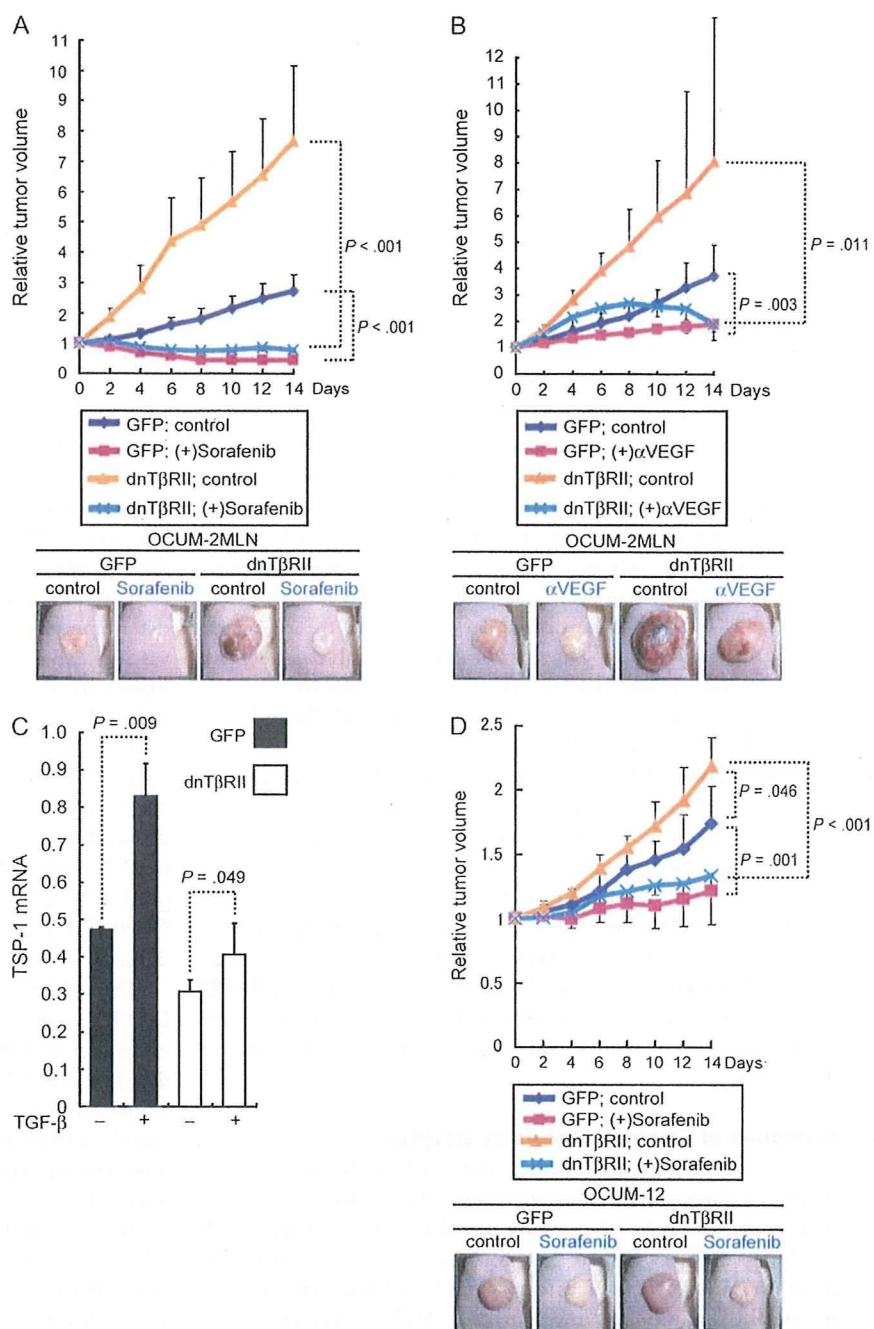 A
Relative tumor volume
11
10
9
8
7
6
5
4
3
2
1
0
0 2 4 6 8 10 12 14 Days
P < .001
P < .001
GFP; control
GFP; (+)Sorafenib
dnTβRII; control
dnTβRII; (+)Sorafenib
OCUM-2MLN
GFP dnTβRII
control Sorafenib control Sorafenib
B
Relative tumor volume
12
11
10
9
8
7
6
5
4
3
2
1
0
0 2 4 6 8 10 12 14 Days
P = .011
P = .003
GFP; control
GFP; (+)αVEGF
dnTβRII; control
dnTβRII; (+)αVEGF
OCUM-2MLN
GFP dnTβRII
control αVEGF control αVEGF
C
TSP-1 mRNA
1.0
0.9
0.8
0.7
0.6
0.5
0.4
0.3
0.2
0.1
0
P = .009
GFP
dnTβRII
P = .049
TGF-β − + − +
D
Relative tumor volume
2.5
2
1.5
1
0.5
0
0 2 4 6 8 10 12 14 Days
P = .046
P < .001
P = .001
GFP; control
GFP; (+)Sorafenib
dnTβRII; control
dnTβRII; (+)Sorafenib
OCUM-12
GFP dnTβRII
control Sorafenib control Sorafenib